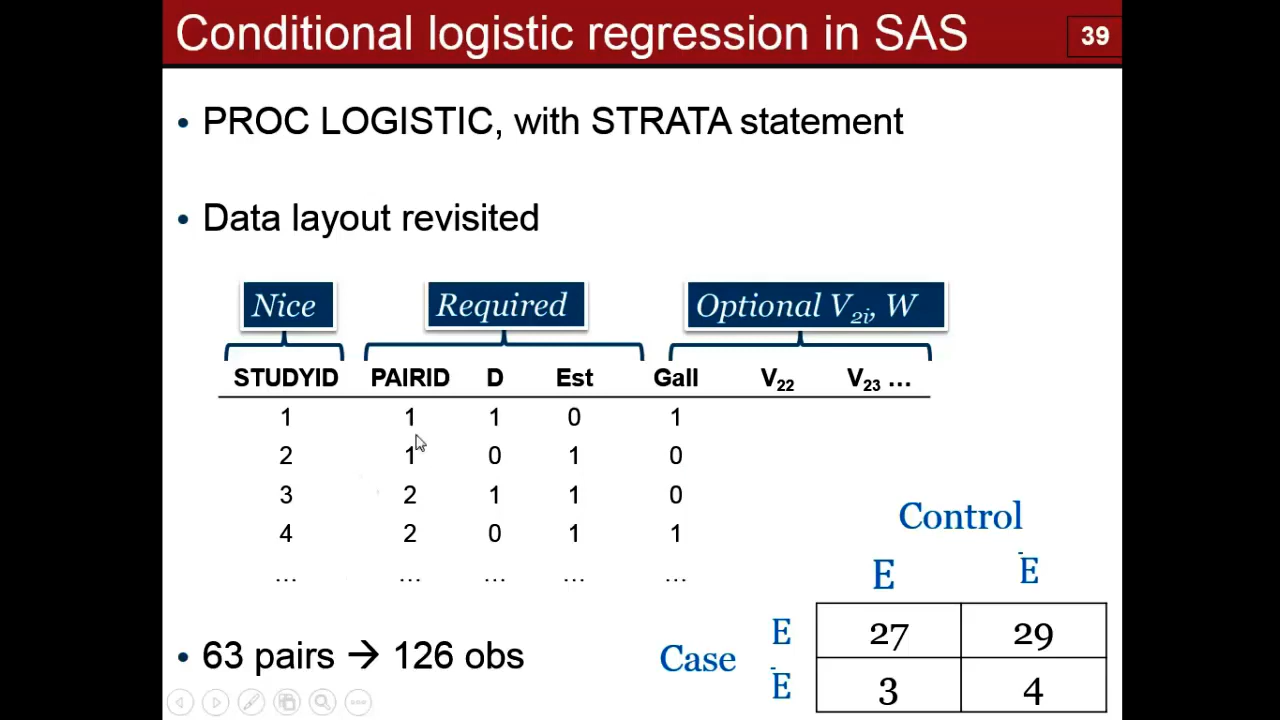 Conditional logistic regression in SAS
39
• PROC LOGISTIC, with STRATA statement
• Data layout revisited
Nice Required Optional V₂ᵢ, W
STUDYID PAIRID D Est Gall V₂₂ V₂₃ …
1 1 1 0 1
2 1 0 1 0
3 2 1 1 0
4 2 0 1 1
… … … … …
• 63 pairs → 126 obs
Control
E Ē
Case
E 27 29
Ē 3 4